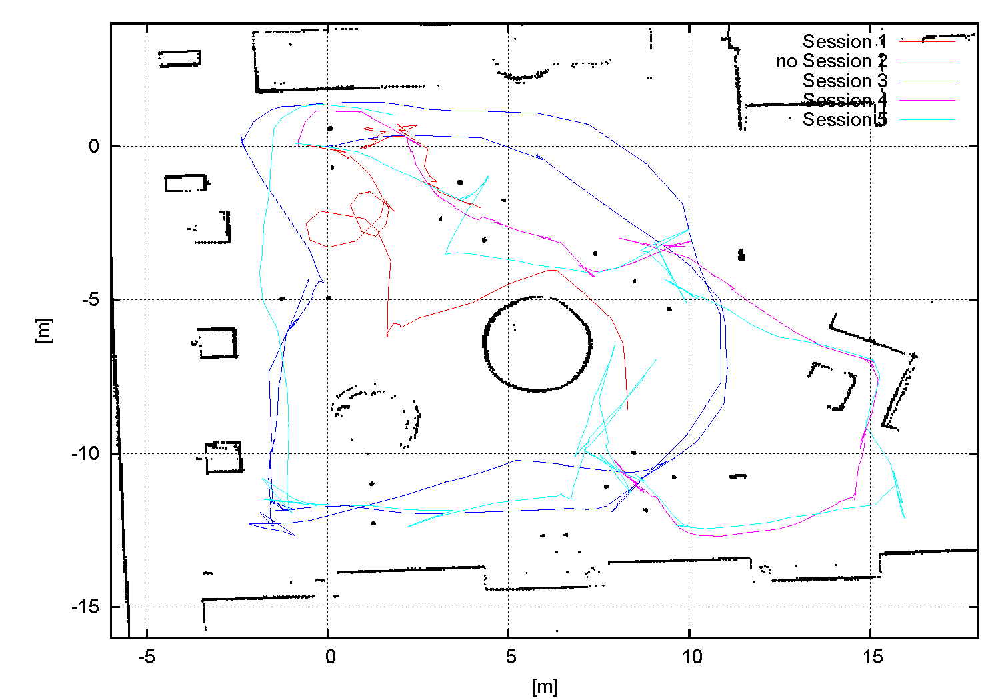 Session 1
no Session 2
Session 3
Session 4
Session 5
0
-5
-10
-15
[m]
-5
0
5
10
15
[m]